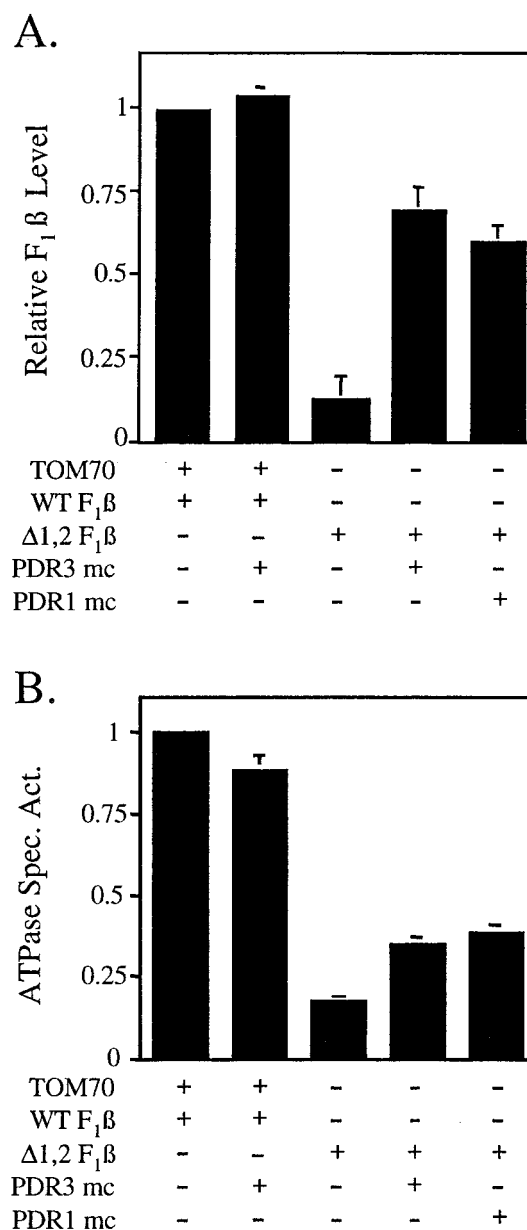 A.
Relative F₁ß Level
1
0.75
0.5
0.25
0
TOM70 + + – – –
WT F₁ß + + – – –
Δ1,2 F₁ß – – + + +
PDR3 mc – + – + –
PDR1 mc – – – – +
B.
ATPase Spec. Act.
1
0.75
0.5
0.25
0
TOM70 + + – – –
WT F₁ß + + – – –
Δ1,2 F₁ß – – + + +
PDR3 mc – + – + –
PDR1 mc – – – – +